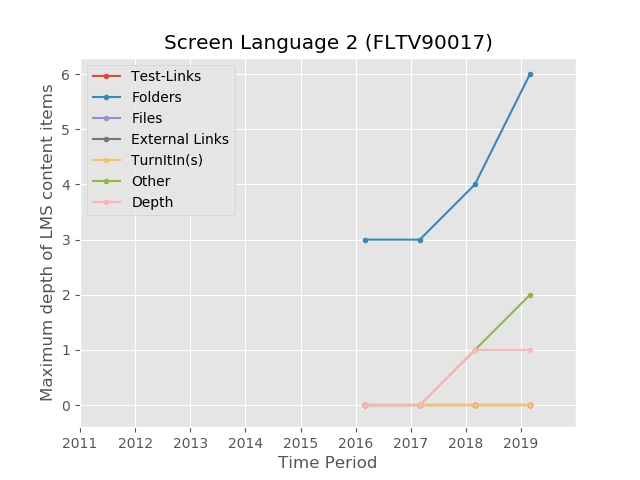 Screen Language 2 (FLTV90017)
Test-Links
Folders
Files
External Links
TurnItIn(s)
Other
Depth
Maximum depth of LMS content items
6
5
4
3
2
1
0
2011 2012 2013 2014 2015 2016 2017 2018 2019
Time Period